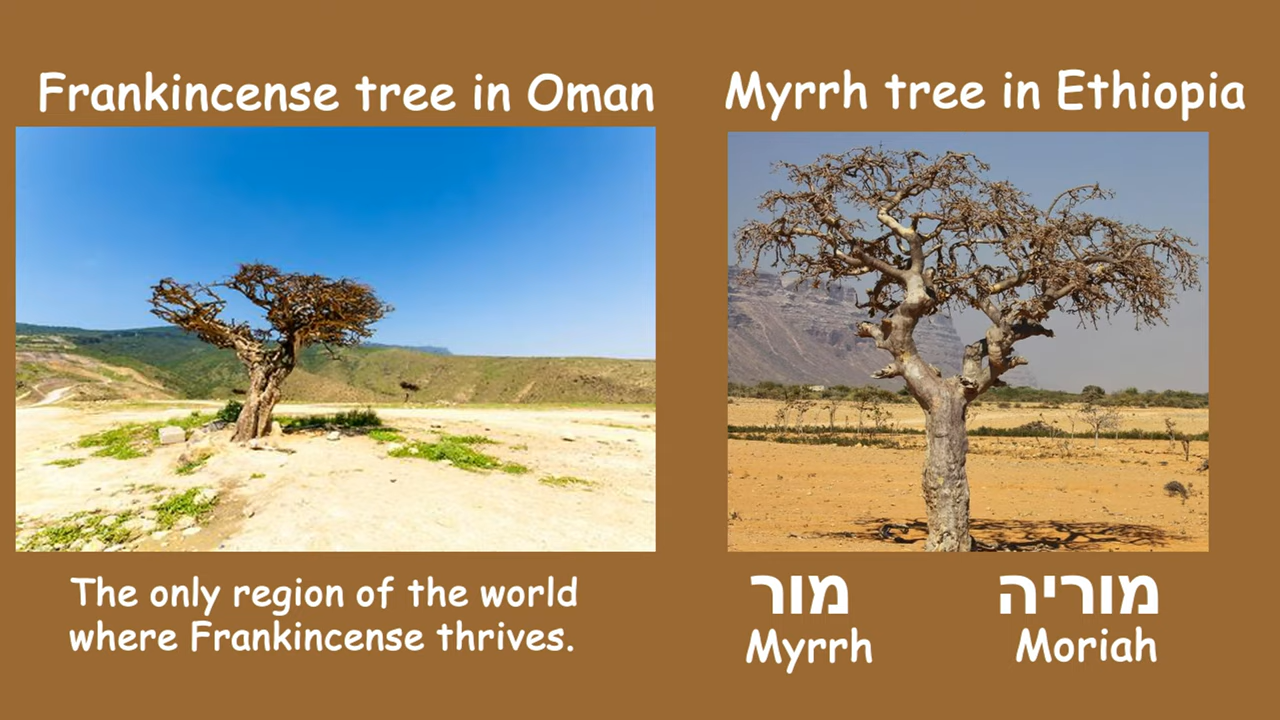 Frankincense tree in Oman
Myrrh tree in Ethiopia
The only region of the world
where Frankincense thrives.
מור
Myrrh
מוריה
Moriah